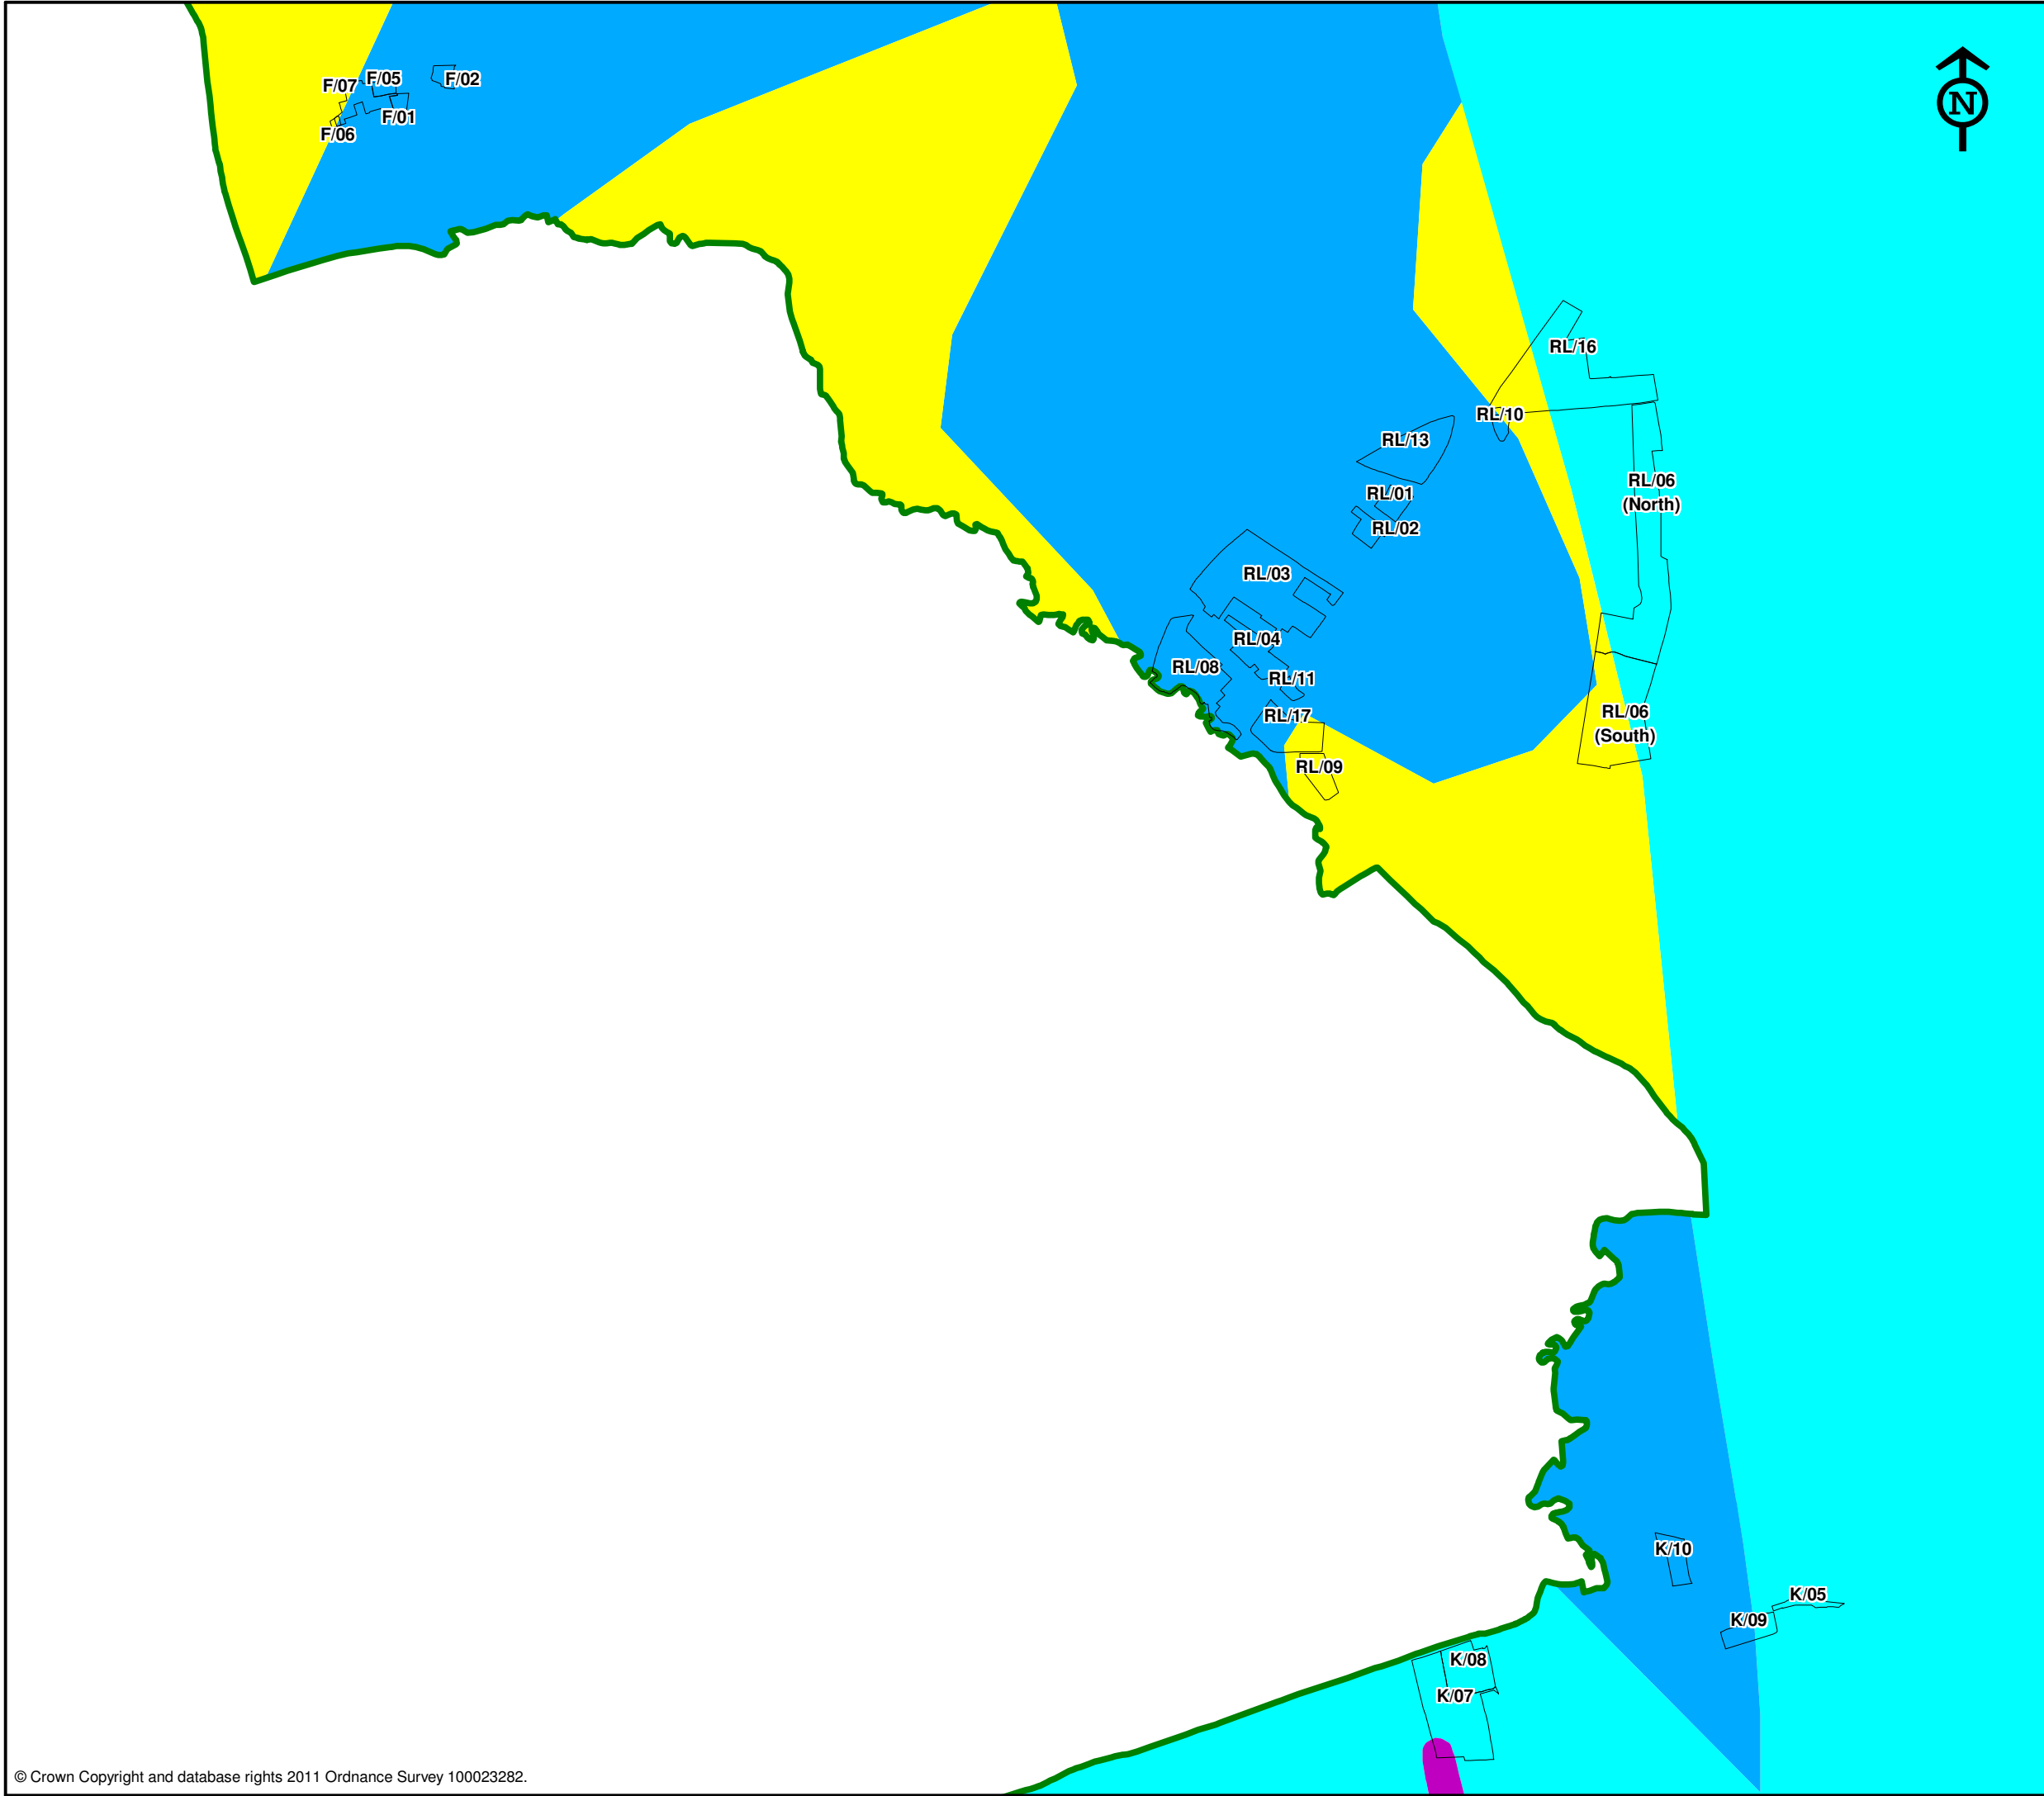 F/07
F/05
F/02
F/01
F/06
N
RL/16
RL/10
RL/13
RL/06
(North)
RL/01
RL/02
RL/03
RL/04
RL/08
RL/11
RL/17
RL/06
(South)
RL/09
K/10
K/05
K/09
K/08
K/07
© Crown Copyright and database rights 2011 Ordnance Survey 100023282.